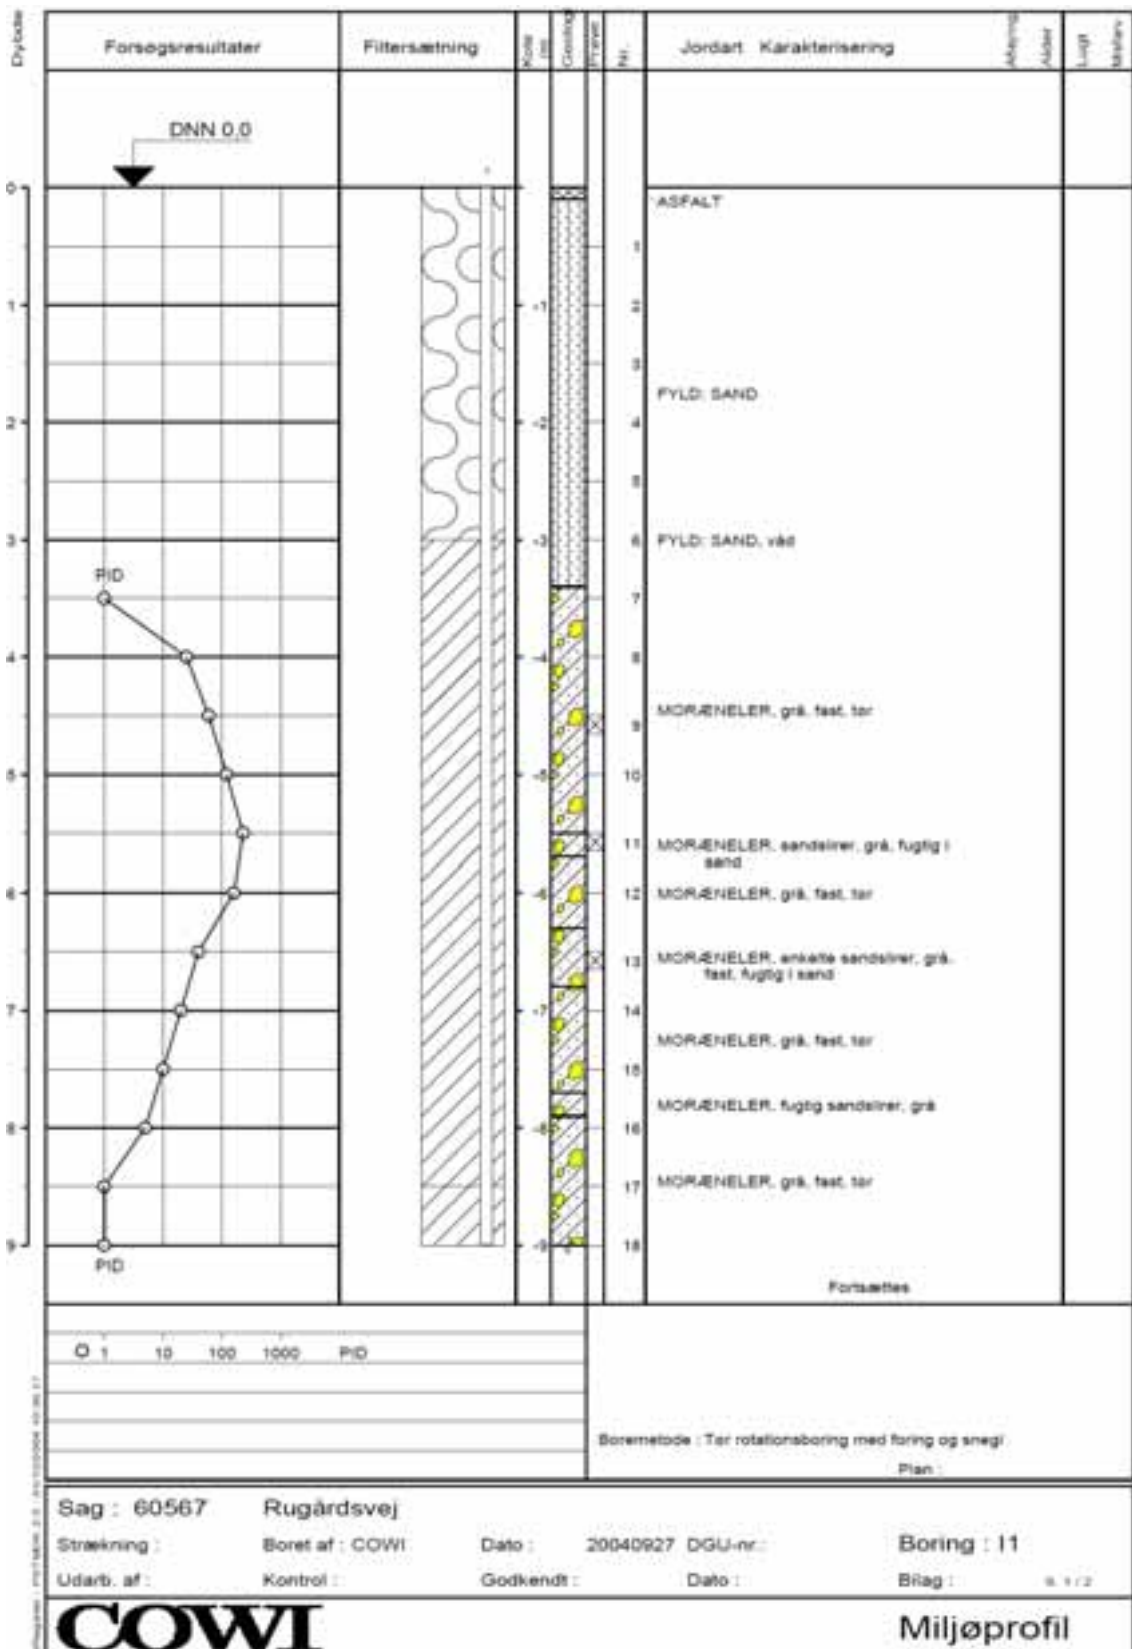 Dybde
Forsøgsresultater
Filtersætning
Kote
(m)
Geologi
Prøve
Nr.
Jordart Karakterisering
Aflejring
Alder
Lugt
Misfarv
DNN 0,0
0
1
2
3
4
5
6
7
8
9
PID
PID
-1
-2
-3
-4
-5
-6
-7
-8
-9
1
2
3
4
5
6
7
8
9
10
11
12
13
14
15
16
17
18
ASFALT
FYLD: SAND
FYLD: SAND, våd
MORÆNELER, grå, fast, tør
MORÆNELER, sandslirer, grå, fugtig i
sand
MORÆNELER, grå, fast, tør
MORÆNELER, enkelte sandslirer, grå,
fast, fugtig i sand
MORÆNELER, grå, fast, tør
MORÆNELER, fugtig sandslirer, grå
MORÆNELER, grå, fast, tør
Fortsættes
1 10 100 1000 PID
Boremetode : Tør rotationsboring med foring og snegl
Plan :
Sag : 60567 Rugårdsvej
Strækning : Boret af : COWI Dato : 20040927 DGU-nr.: Boring : I1
Udarb. af : Kontrol : Godkendt : Dato : Bilag : S. 1 / 2
COWI Miljøprofil